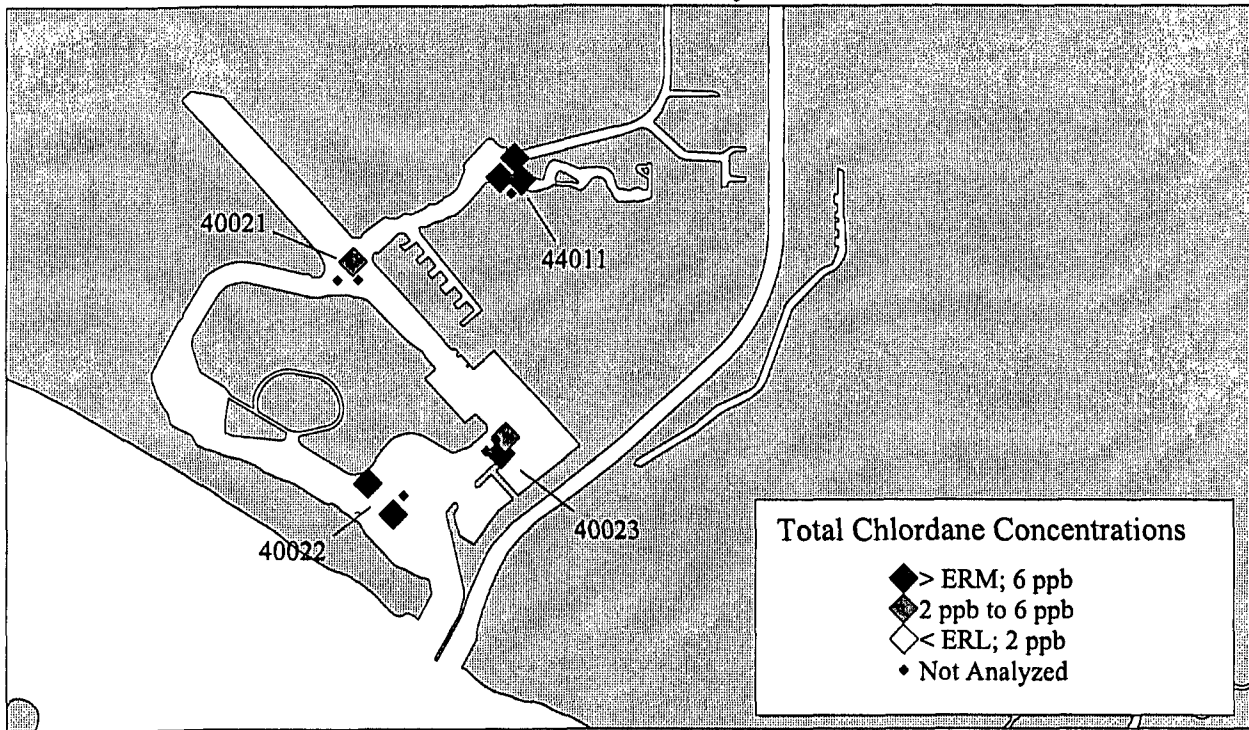 40021
44011
40022
40023
Total Chlordane Concentrations
> ERM; 6 ppb
2 ppb to 6 ppb
< ERL; 2 ppb
Not Analyzed